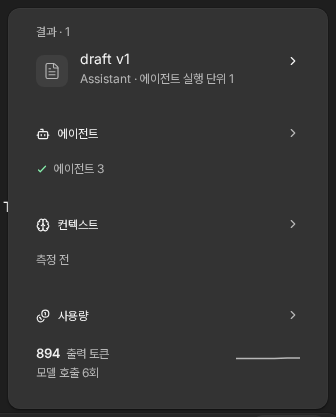 결과 · 1
draft v1
Assistant · 에이전트 실행 단위 1
에이전트
에이전트 3
컨텍스트
측정 전
사용량
894 출력 토큰
모델 호출 6회